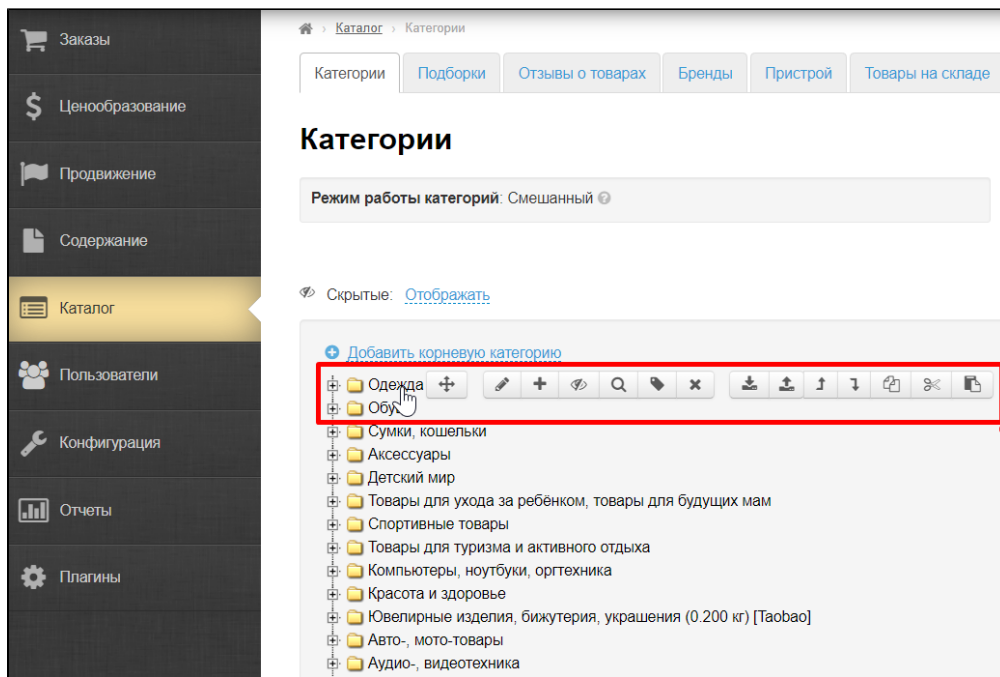 Заказы
Ценообразование
Продвижение
Содержание
Каталог
Пользователи
Конфигурация
Отчеты
Плагины
Каталог › Категории
Категории Подборки Отзывы о товарах Бренды Пристрой Товары на складе
Категории
Режим работы категорий: Смешанный
Скрытые: Отображать
Добавить корневую категорию
Одежда
Сумки, кошельки
Аксессуары
Детский мир
Товары для ухода за ребёнком, товары для будущих мам
Спортивные товары
Товары для туризма и активного отдыха
Компьютеры, ноутбуки, оргтехника
Красота и здоровье
Ювелирные изделия, бижутерия, украшения (0.200 кг) [Taobao]
Авто-, мото-товары
Аудио-, видеотехника